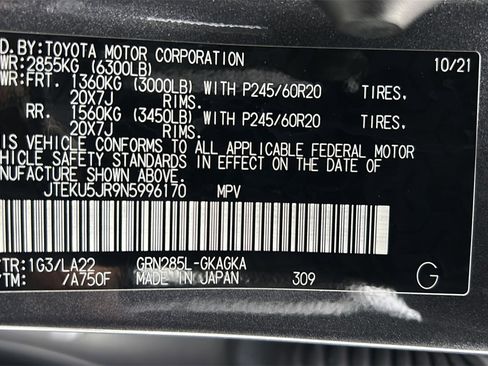 D.BY:TOYOTA MOTOR CORPORATION 10/21
WR:2855KG (6300LB)
WR:FRT. 1360KG (3000LB) WITH P245/60R20 TIRES,
20X7J RIMS.
RR. 1560KG (3450LB) WITH P245/60R20 TIRES,
20X7J RIMS.
IS VEHICLE CONFORMS TO ALL APPLICABLE FEDERAL MOTOR
EHICLE SAFETY STANDARDS IN EFFECT ON THE DATE OF
NUFACTURE SHOWN ABOVE.
JTEKU5JR9N5996170 MPV
/TR:1G3/LA22 GRN285L-GKAGKA
/TM: /A750F MADE IN JAPAN 309 G